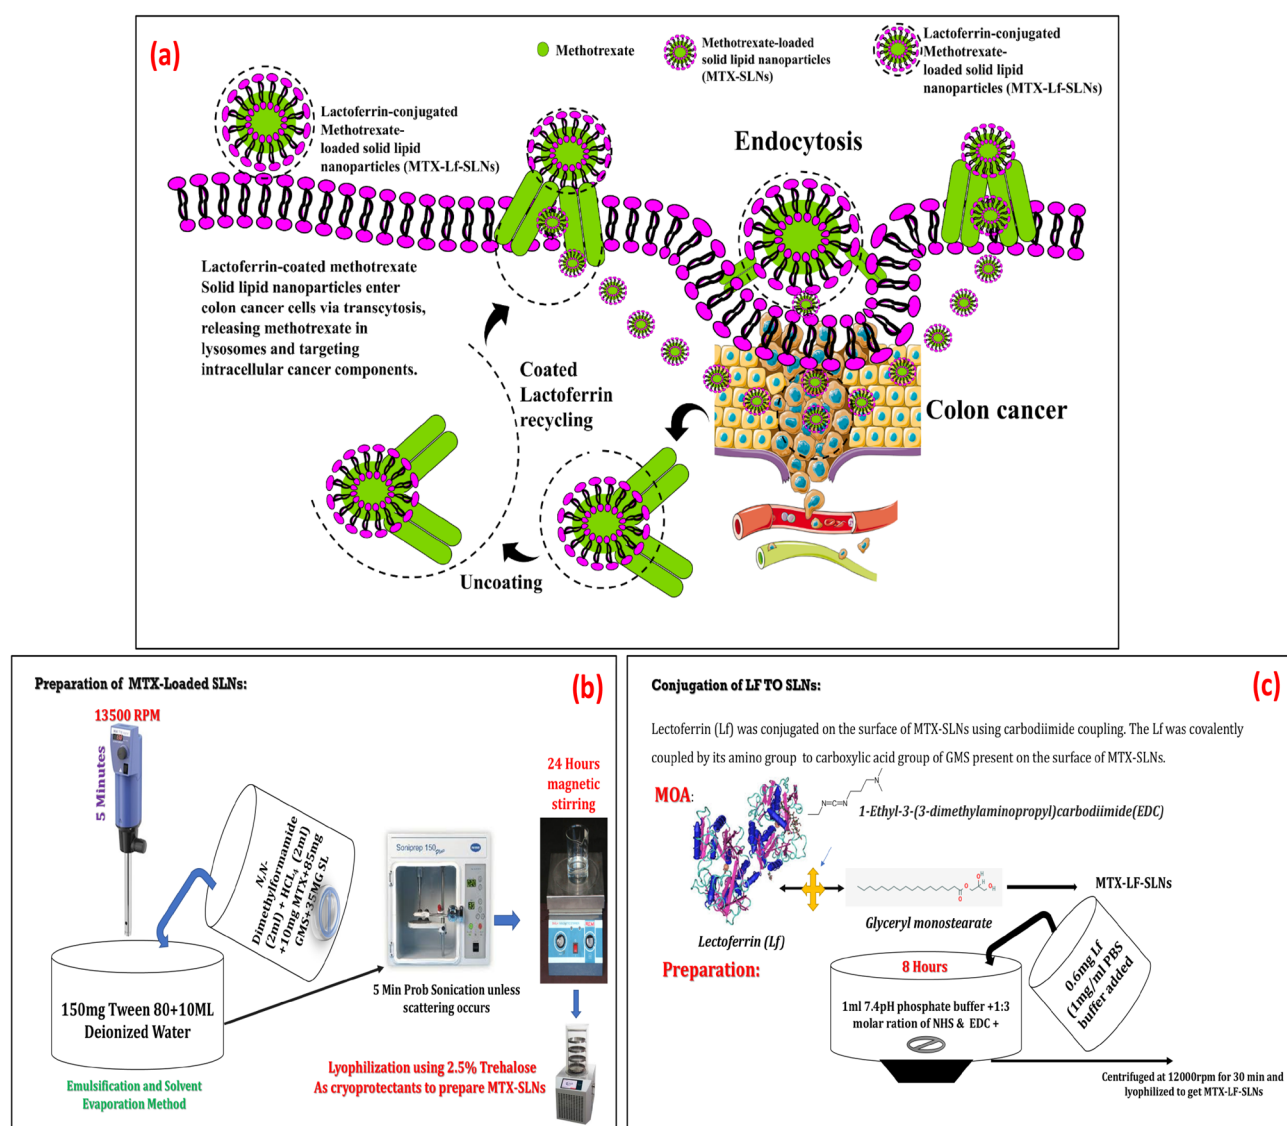 (a)
Methotrexate
Methotrexate-loaded
solid lipid nanoparticles
(MTX-SLNs)
Lactoferrin-conjugated
Methotrexate-
loaded solid lipid
nanoparticles (MTX-Lf-SLNs)
Lactoferrin-conjugated
Methotrexate-
loaded solid lipid
nanoparticles (MTX-Lf-SLNs)
Endocytosis
Lactoferrin-coated methotrexate
Solid lipid nanoparticles enter
colon cancer cells via transcytosis,
releasing methotrexate in
lysosomes and targeting
intracellular cancer components.
Coated
Lactoferrin
recycling
Colon cancer
Uncoating
Preparation of MTX-Loaded SLNs:
(b)
13500 RPM
5 Minutes
N,N-
Dimethylformamide
(2ml) + HCL, (2ml)
+10mg MTX+85mg
GMS+35MG SL
150mg Tween 80+10ML
Deionized Water
Emulsification and Solvent
Evaporation Method
Soniprep 150
5 Min Prob Sonication unless
scattering occurs
24 Hours
magnetic
stirring
Lyophilization using 2.5% Trehalose
As cryoprotectants to prepare MTX-SLNs
Conjugation of LF TO SLNs:
(c)
Lectoferrin (Lf) was conjugated on the surface of MTX-SLNs using carbodiimide coupling. The Lf was covalently
coupled by its amino group to carboxylic acid group of GMS present on the surface of MTX-SLNs.
MOA:
N=C=N
N
1-Ethyl-3-(3-dimethylaminopropyl)carbodiimide(EDC)
Lectoferrin (Lf)
Glyceryl monostearate
MTX-LF-SLNs
Preparation:
8 Hours
1ml 7.4pH phosphate buffer +1:3
molar ration of NHS & EDC +
0.6mg Lf
(1mg/ml PBS
buffer added
Centrifuged at 12000rpm for 30 min and
lyophilized to get MTX-LF-SLNs